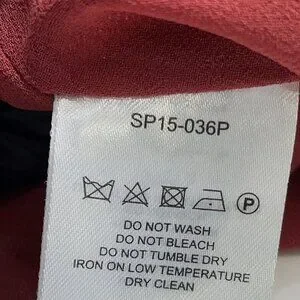 SP15-036P
P
DO NOT WASH
DO NOT BLEACH
DO NOT TUMBLE DRY
IRON ON LOW TEMPERATURE
DRY CLEAN